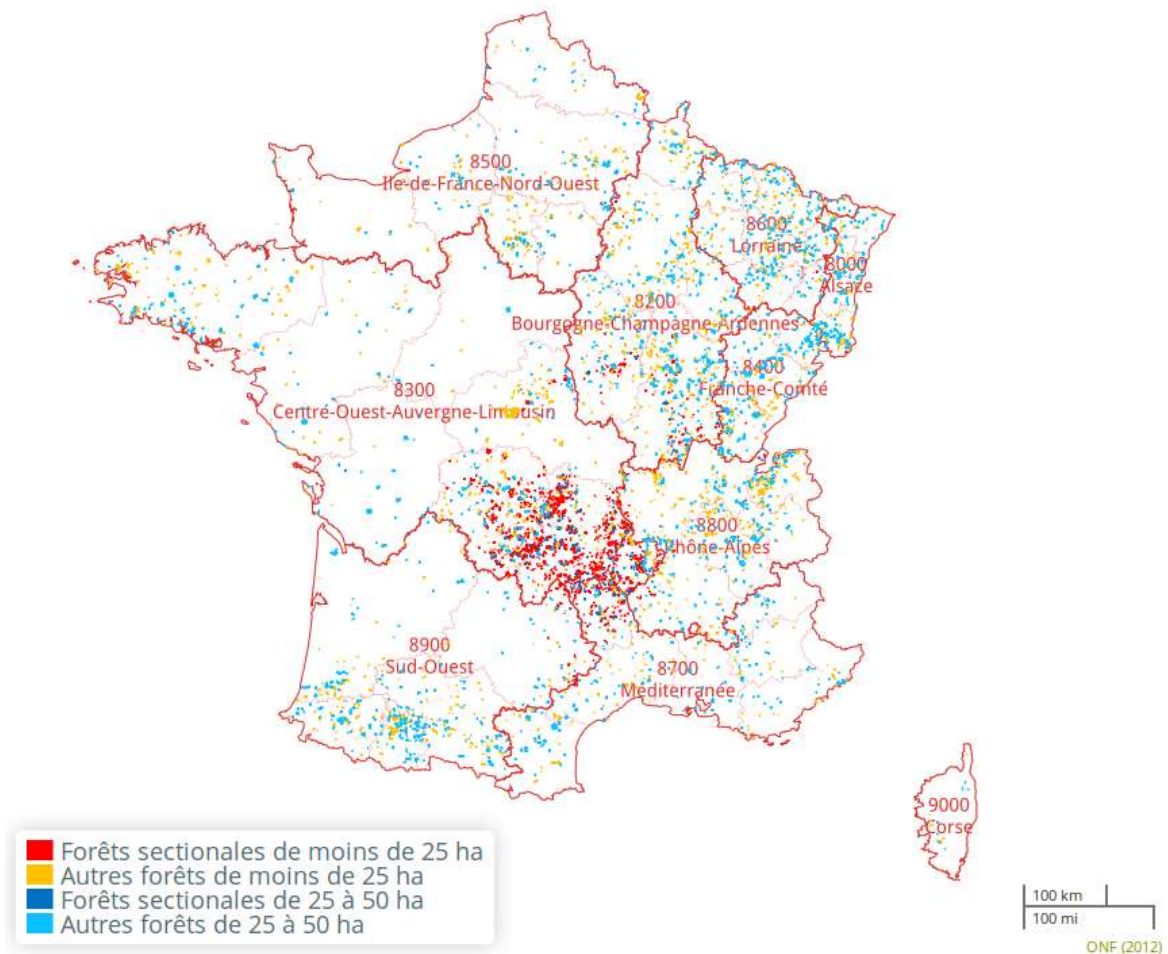 8500
Ile-de-France-Nord-Ouest
8600
Lorraine
8000
Alsace
8200
Bourgogne-Champagne-Ardennes
8400
Franche-Comté
8300
Centre-Ouest-Auvergne-Limousin
8800
Rhône-Alpes
8900
Sud-Ouest
8700
Méditerranée
9000
Corse
Forêts sectionales de moins de 25 ha
Autres forêts de moins de 25 ha
Forêts sectionales de 25 à 50 ha
Autres forêts de 25 à 50 ha
100 km
100 mi
ONF (2012)